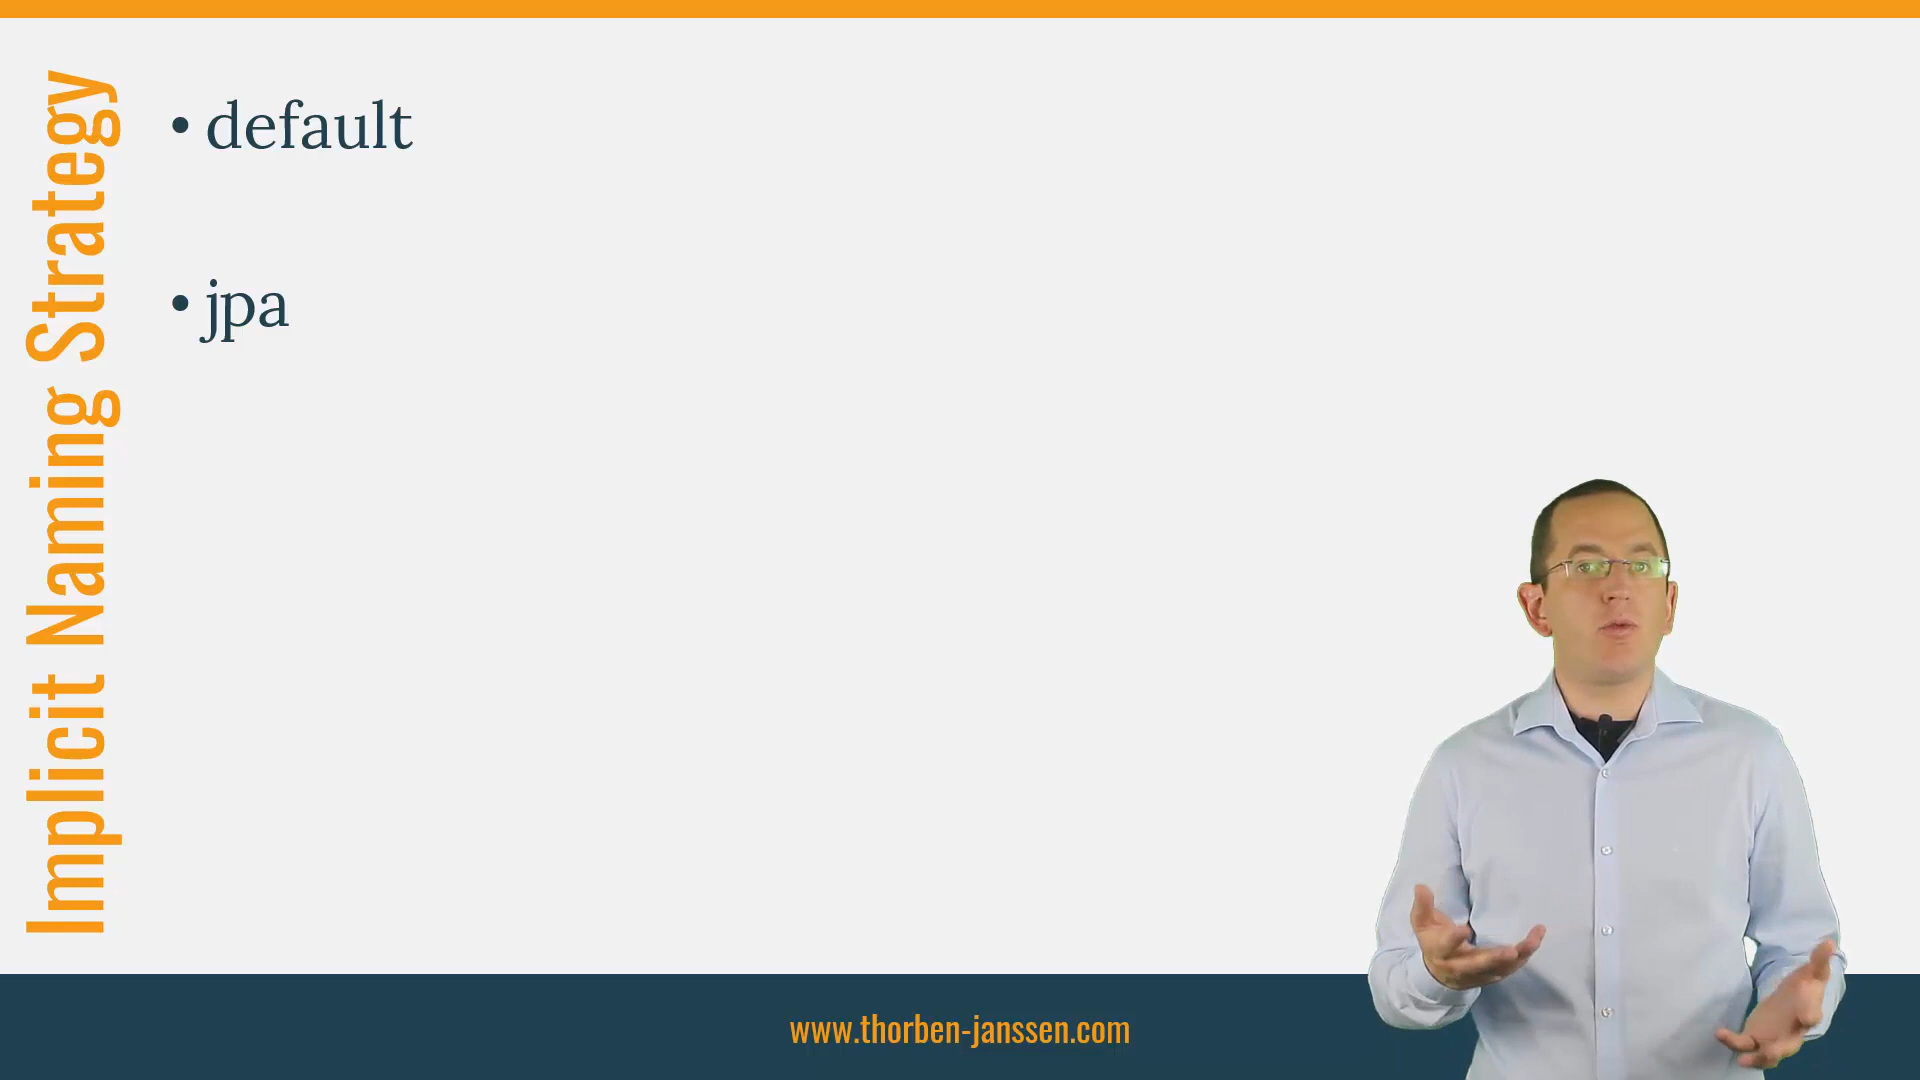 Implicit Naming Strategy
• default
• jpa
www.thorben-janssen.com